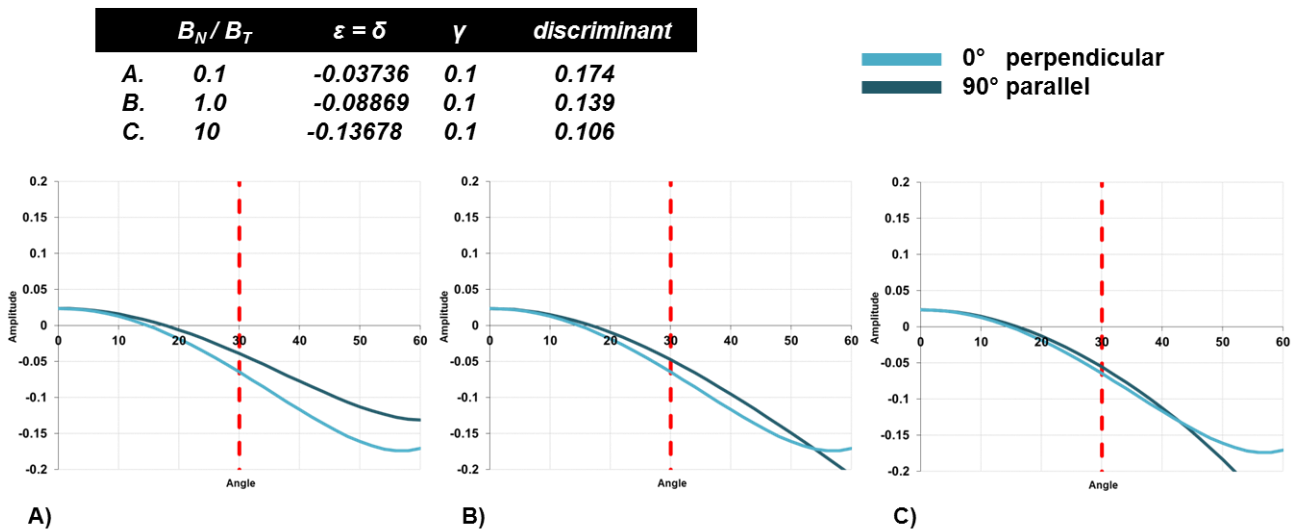 B_N / B_T ε = δ γ discriminant
A. 0.1 -0.03736 0.1 0.174
B. 1.0 -0.08869 0.1 0.139
C. 10 -0.13678 0.1 0.106
0° perpendicular
90° parallel
0.2
0.15
0.1
0.05
0
-0.05
-0.1
-0.15
-0.2
Amplitude
0 10 20 30 40 50 60
Angle
A)
0.2
0.15
0.1
0.05
0
-0.05
-0.1
-0.15
-0.2
Amplitude
0 10 20 30 40 50 60
Angle
B)
0.2
0.15
0.1
0.05
0
-0.05
-0.1
-0.15
-0.2
Amplitude
0 10 20 30 40 50 60
Angle
C)